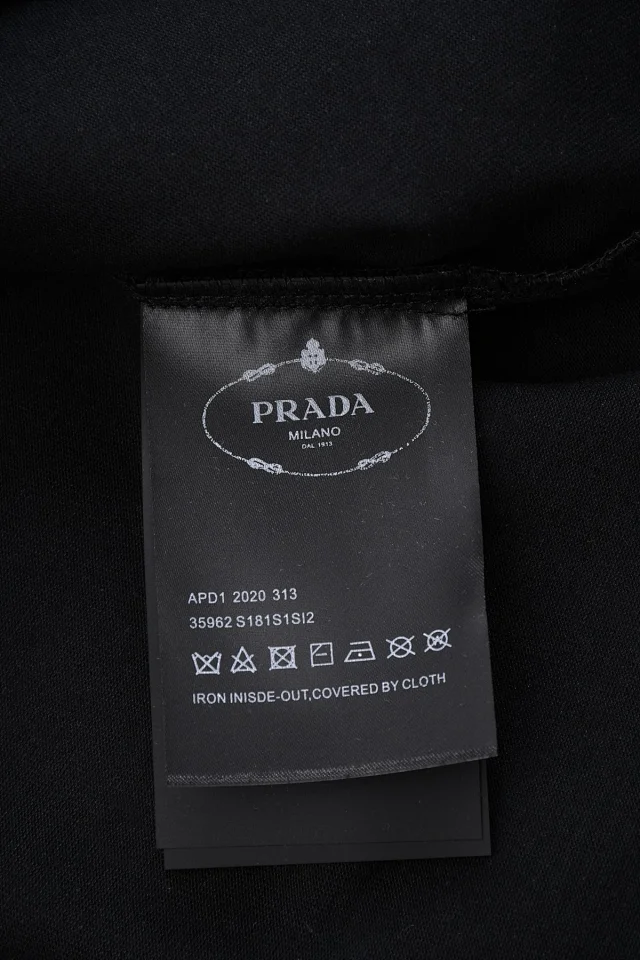 PRADA
MILANO
DAL 1913
APD1 2020 313
35962 S181S1SI2
IRON INISDE-OUT,COVERED BY CLOTH